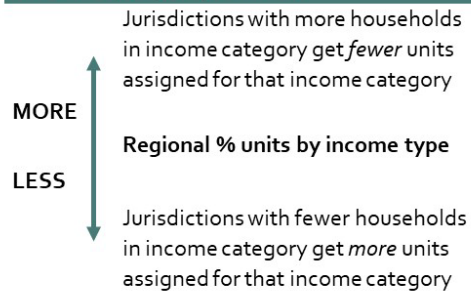 Jurisdictions with more households
in income category get fewer units
assigned for that income category
MORE
Regional % units by income type
LESS
Jurisdictions with fewer households
in income category get more units
assigned for that income category